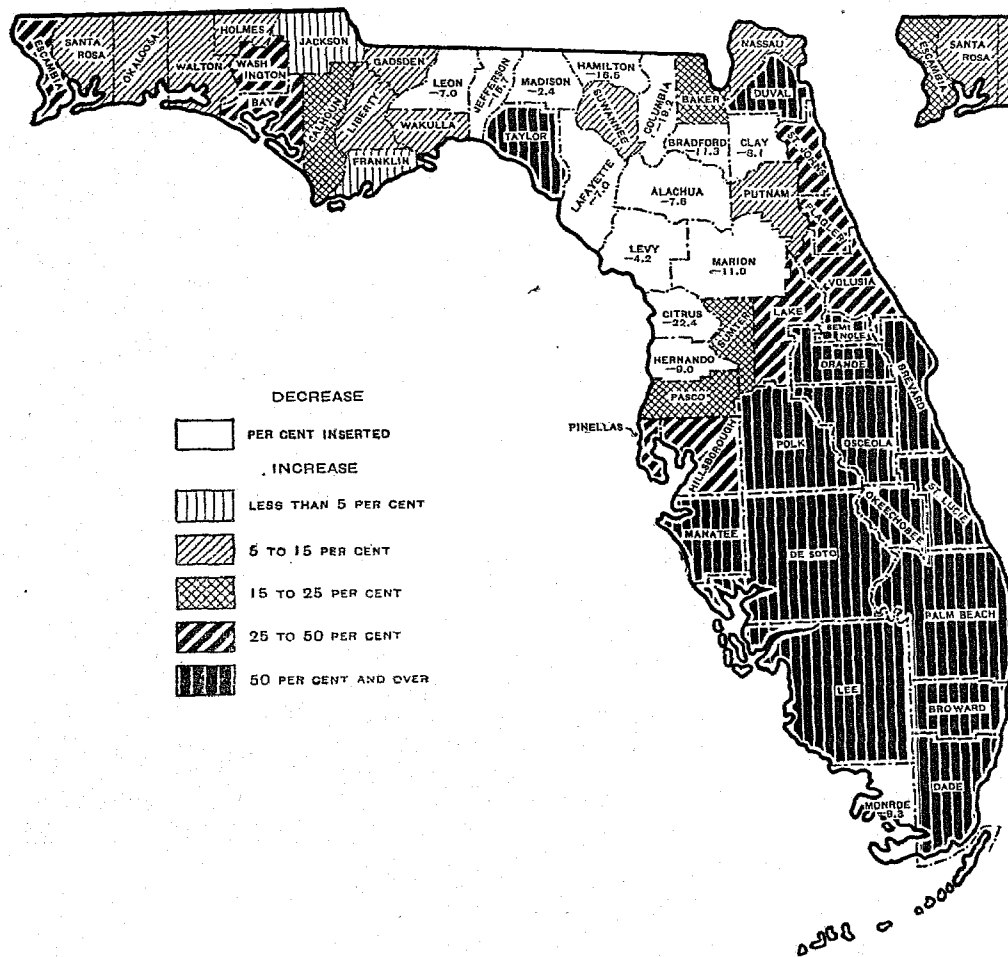 ESCAMBIA
SANTA
ROSA
OKALOOSA
WALTON
HOLMES
WASH
INGTON
BAY
JACKSON
CALHOUN
LIBERTY
GADSDEN
FRANKLIN
WAKULLA
LEON
-7.0
JEFFERSON
MADISON
-2.4
TAYLOR
HAMILTON
-16.5
SUWANNEE
LAFAYETTE
-7.0
COLUMBIA
BAKER
NASSAU
DUVAL
BRADFORD
-11.3
CLAY
ST. JOHNS
ALACHUA
PUTNAM
FLAGLER
LEVY
-4.2
MARION
-11.0
VOLUSIA
CITRUS
-22.4
SUMTER
LAKE
SEMI
NOLE
ORANGE
HERNANDO
-9.0
PASCO
BREVARD
PINELLAS
HILLSBOROUGH
POLK
OSCEOLA
MANATEE
DE SOTO
OKEECHOBEE
ST. LUCIE
PALM BEACH
LEE
BROWARD
DADE
MONROE
ESCAMBIA
SANTA
ROSA
DECREASE
PER CENT INSERTED
INCREASE
LESS THAN 5 PER CENT
5 TO 15 PER CENT
15 TO 25 PER CENT
25 TO 50 PER CENT
50 PER CENT AND OVER